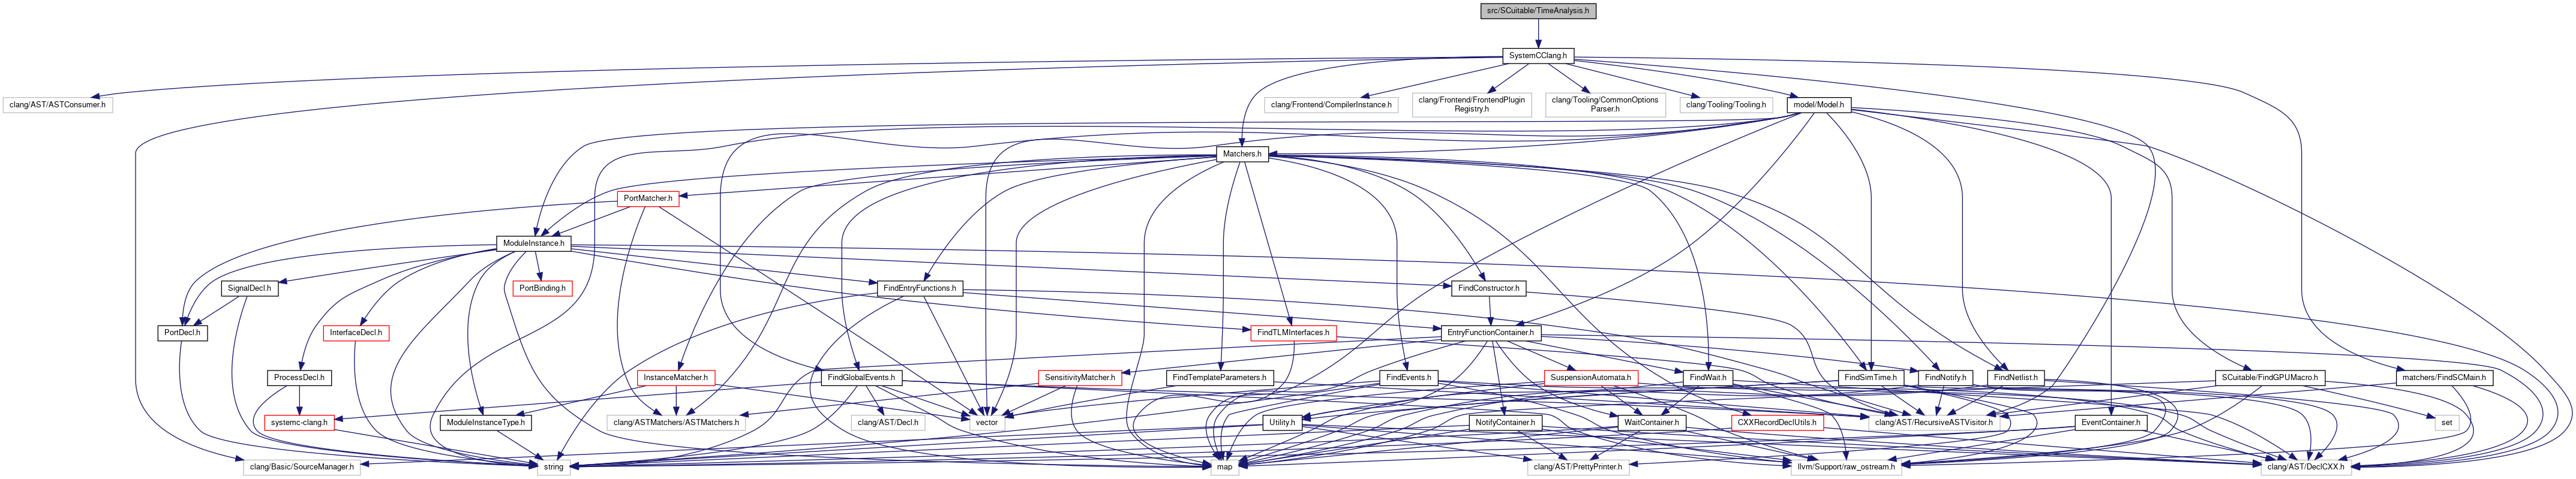 src/SCuitable/TimeAnalysis.h
SystemCClang.h
clang/AST/ASTConsumer.h
clang/Frontend/CompilerInstance.h
clang/Frontend/FrontendPlugin
Registry.h
clang/Tooling/CommonOptions
Parser.h
clang/Tooling/Tooling.h
model/Model.h
Matchers.h
PortMatcher.h
ModuleInstance.h
SignalDecl.h
PortBinding.h
FindEntryFunctions.h
FindConstructor.h
PortDecl.h
InterfaceDecl.h
FindTLMInterfaces.h
EntryFunctionContainer.h
ProcessDecl.h
InstanceMatcher.h
FindGlobalEvents.h
SensitivityMatcher.h
FindTemplateParameters.h
FindEvents.h
SuspensionAutomata.h
FindWait.h
FindSimTime.h
FindNotify.h
FindNetlist.h
SCuitable/FindGPUMacro.h
matchers/FindSCMain.h
systemc-clang.h
ModuleInstanceType.h
clang/ASTMatchers/ASTMatchers.h
clang/AST/Decl.h
vector
Utility.h
NotifyContainer.h
WaitContainer.h
CXXRecordDeclUtils.h
clang/AST/RecursiveASTVisitor.h
EventContainer.h
set
clang/Basic/SourceManager.h
string
map
clang/AST/PrettyPrinter.h
llvm/Support/raw_ostream.h
clang/AST/DeclCXX.h